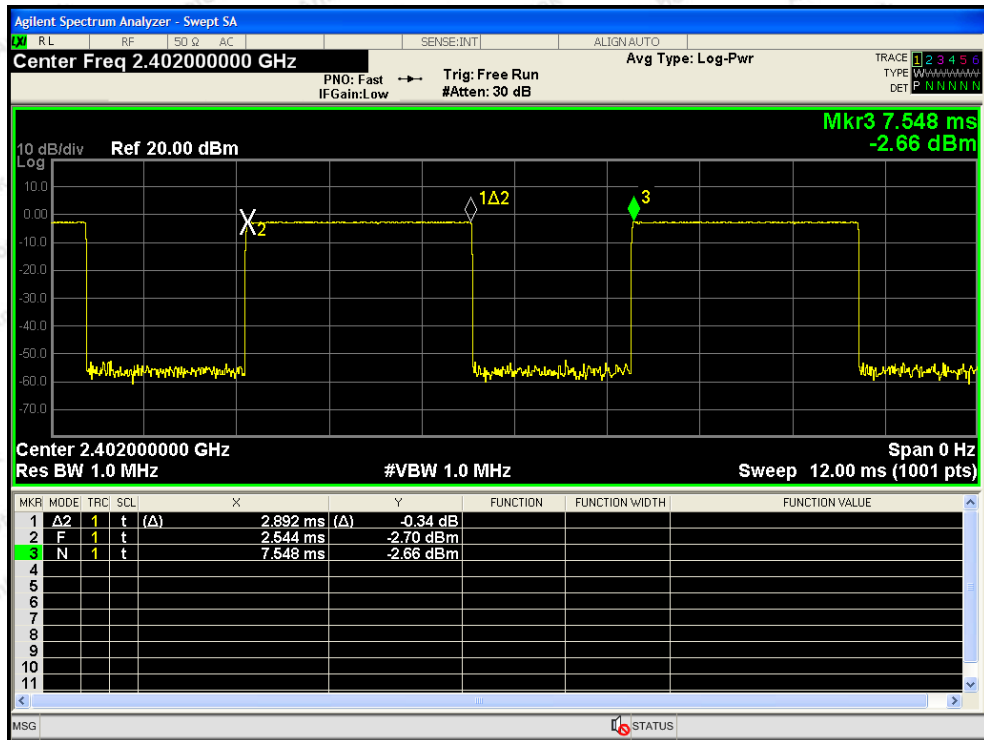 Agilent Spectrum Analyzer - Swept SA
LXI RL RF 50 Ω AC SENSE:INT ALIGN AUTO
Center Freq 2.402000000 GHz
PNO: Fast
IFGain:Low
Trig: Free Run
#Atten: 30 dB
Avg Type: Log-Pwr
TRACE 1 2 3 4 5 6
TYPE WWWWWW
DET P N N N N N
Mkr3 7.548 ms
-2.66 dBm
10 dB/div Ref 20.00 dBm
Log
10.0
0.00
-10.0
-20.0
-30.0
-40.0
-50.0
-60.0
-70.0
X2
1Δ2
3
Center 2.402000000 GHz Span 0 Hz
Res BW 1.0 MHz #VBW 1.0 MHz Sweep 12.00 ms (1001 pts)
MKR MODE TRC SCL X Y FUNCTION FUNCTION WIDTH FUNCTION VALUE
1 Δ2 1 t (Δ) 2.892 ms (Δ) -0.34 dB
2 F 1 t 2.544 ms -2.70 dBm
3 N 1 t 7.548 ms -2.66 dBm
4
5
6
7
8
9
10
11
MSG STATUS